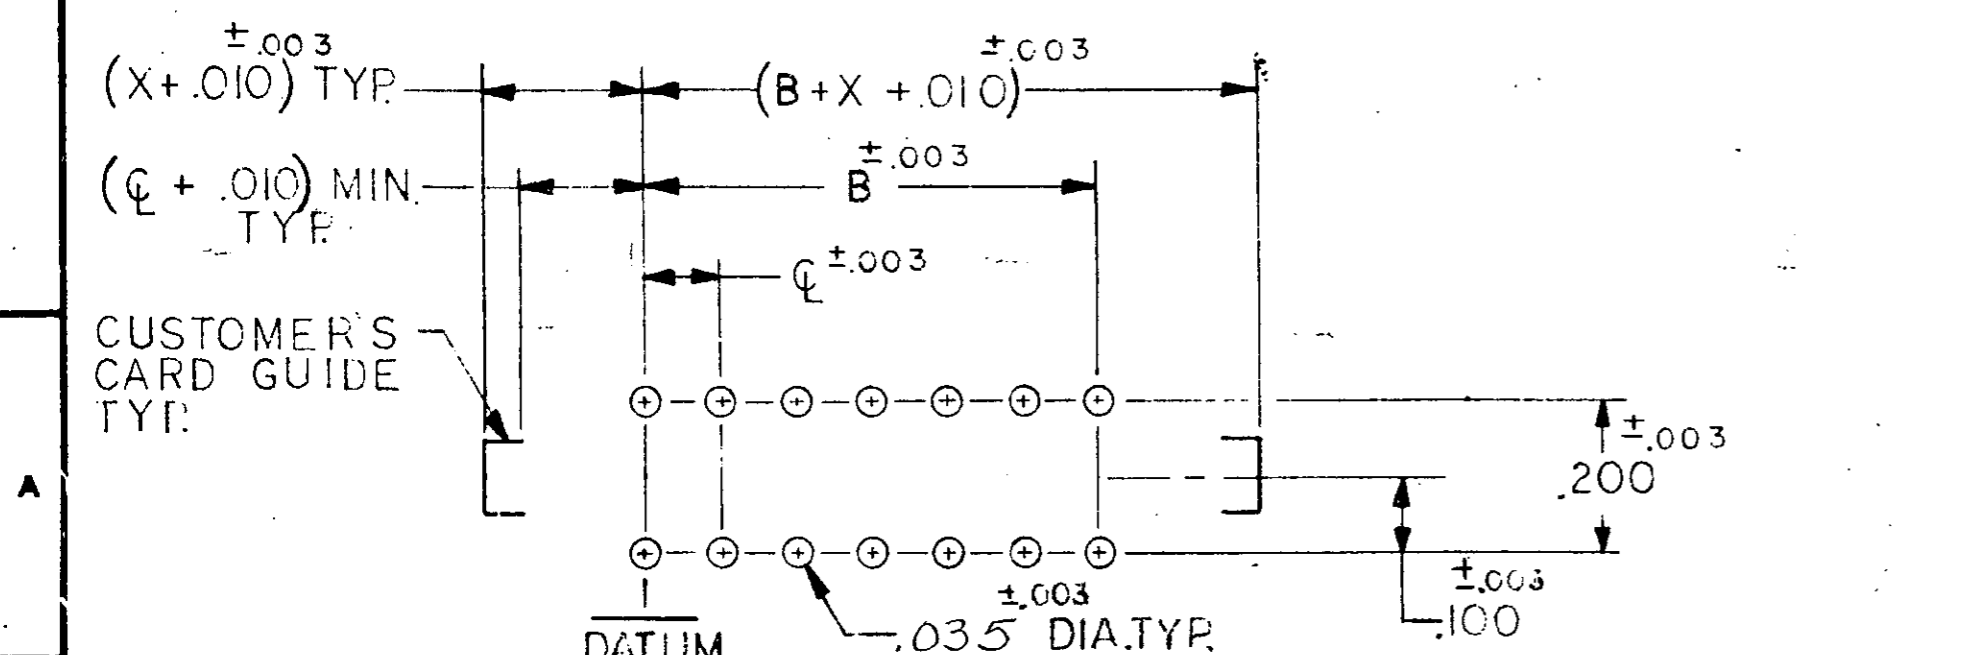 ±.003
(X+.010) TYP.
±.003
(B+X +.010)
(℄ + .010) MIN.
TYP.
±.003
B
℄ ±.003
CUSTOMER'S
CARD GUIDE
TYP.
±.003
.200
A
±.003
.100
±.003
.035 DIA.TYP.
DATUM